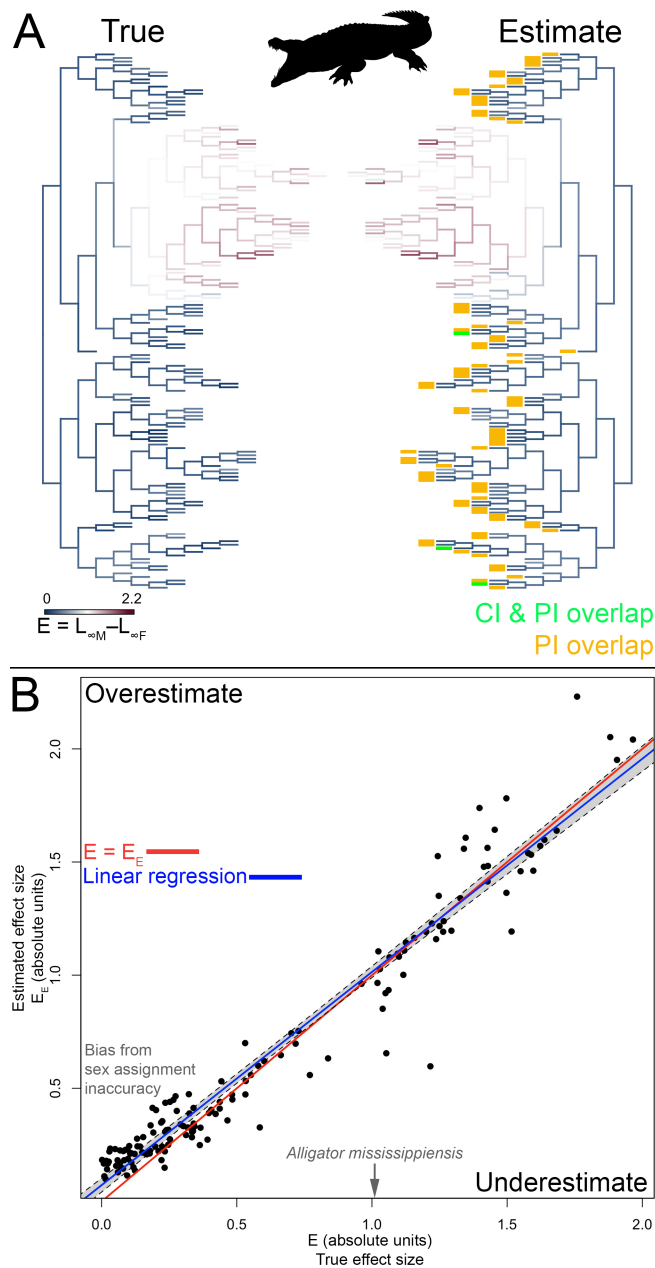 A
True
Estimate
0
2.2
E = L∞M–L∞F
CI & PI overlap
PI overlap
B
Overestimate
E = EE
Linear regression
Bias from
sex assignment
inaccuracy
Alligator mississippiensis
Underestimate
Estimated effect size
EE (absolute units)
0.5
1.0
1.5
2.0
0.0
0.5
1.0
1.5
2.0
E (absolute units)
True effect size